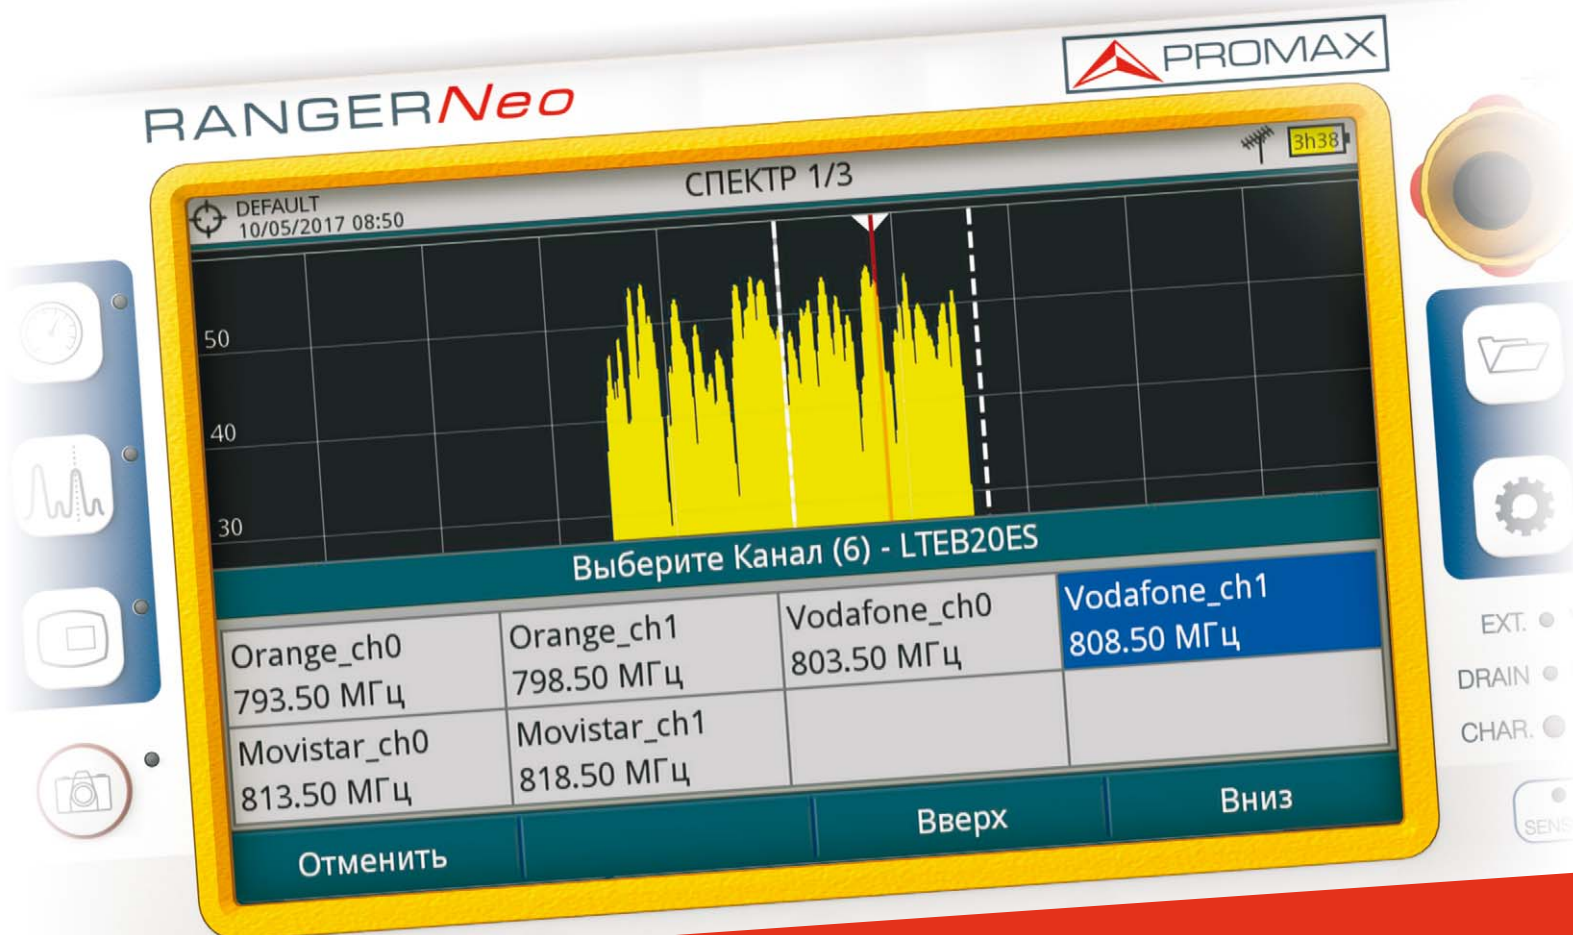 RANGERNeo
PROMAX
DEFAULT
10/05/2017 08:50
СПЕКТР 1/3
3h38
50
40
30
Выберите Канал (6) - LTEB20ES
Orange_ch0
793.50 МГц
Orange_ch1
798.50 МГц
Vodafone_ch0
803.50 МГц
Vodafone_ch1
808.50 МГц
Movistar_ch0
813.50 МГц
Movistar_ch1
818.50 МГц
Отменить
Вверх
Вниз
EXT.
DRAIN
CHAR.